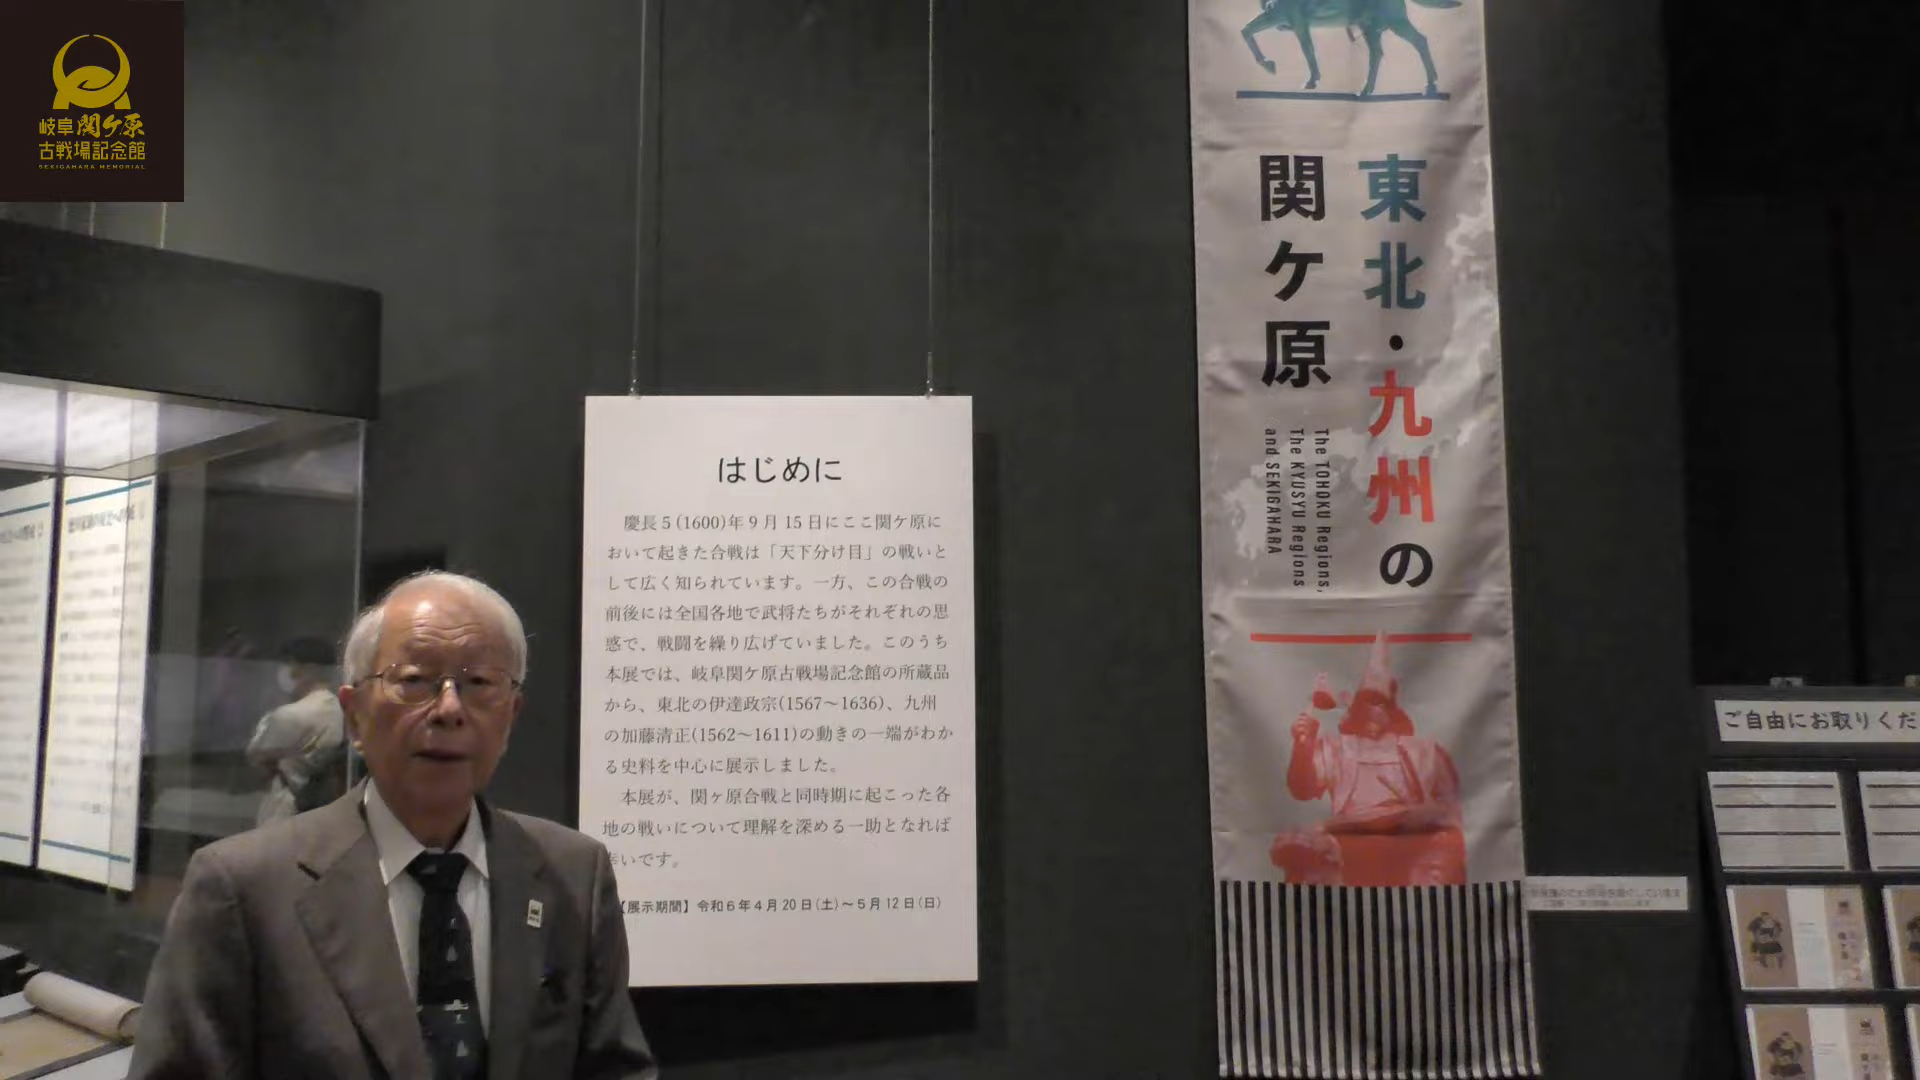 岐阜関ケ原
古戦場記念館
SEKIGAHARA MEMORIAL
はじめに
慶長5(1600)年9月15日にここ関ケ原に
おいて起きた合戦は「天下分け目」の戦いと
して広く知られています。一方、この合戦の
前後には全国各地で武将たちがそれぞれの思
惑で、戦闘を繰り広げていました。このうち
本展では、岐阜関ケ原古戦場記念館の所蔵品
から、東北の伊達政宗(1567～1636)、九州
の加藤清正(1562～1611)の動きの一端がわか
る史料を中心に展示しました。
本展が、関ヶ原合戦と同時期に起こった各
地の戦いについて理解を深める一助となれば
幸いです。
【展示期間】令和6年4月20日(土)～5月12日(日)
東北・九州の
関ケ原
The TOHOKU Regions,
The KYUSYU Regions
and SEKIGAHARA
ご自由にお取りくだ